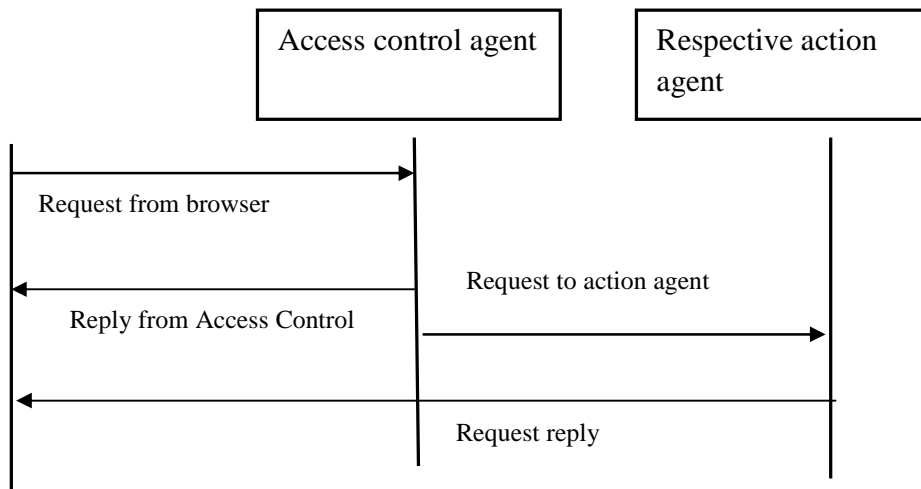 Access control agent
Respective action
agent
Request from browser
Request to action agent
Reply from Access Control
Request reply